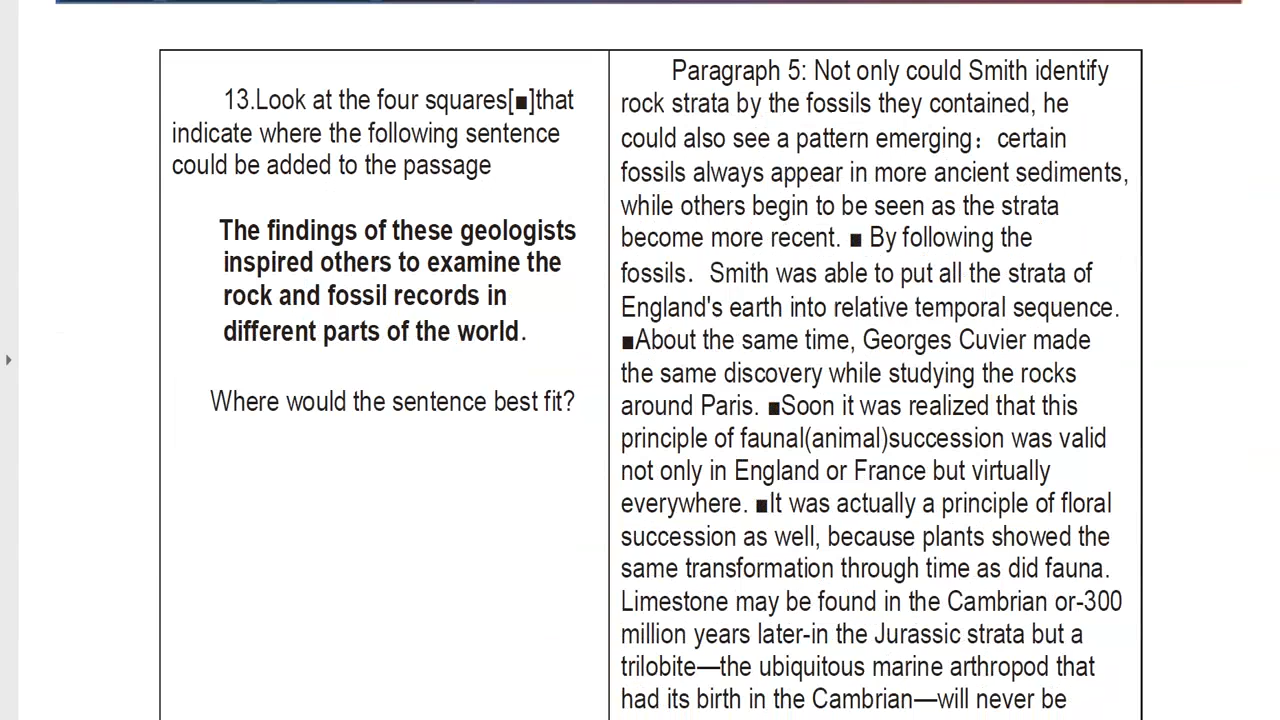 13.Look at the four squares[■]that
indicate where the following sentence
could be added to the passage
The findings of these geologists
inspired others to examine the
rock and fossil records in
different parts of the world.
Where would the sentence best fit?
Paragraph 5: Not only could Smith identify
rock strata by the fossils they contained, he
could also see a pattern emerging：certain
fossils always appear in more ancient sediments,
while others begin to be seen as the strata
become more recent. ■ By following the
fossils．Smith was able to put all the strata of
England's earth into relative temporal sequence.
■About the same time, Georges Cuvier made
the same discovery while studying the rocks
around Paris. ■Soon it was realized that this
principle of faunal(animal)succession was valid
not only in England or France but virtually
everywhere. ■It was actually a principle of floral
succession as well, because plants showed the
same transformation through time as did fauna.
Limestone may be found in the Cambrian or-300
million years later-in the Jurassic strata but a
trilobite—the ubiquitous marine arthropod that
had its birth in the Cambrian—will never be